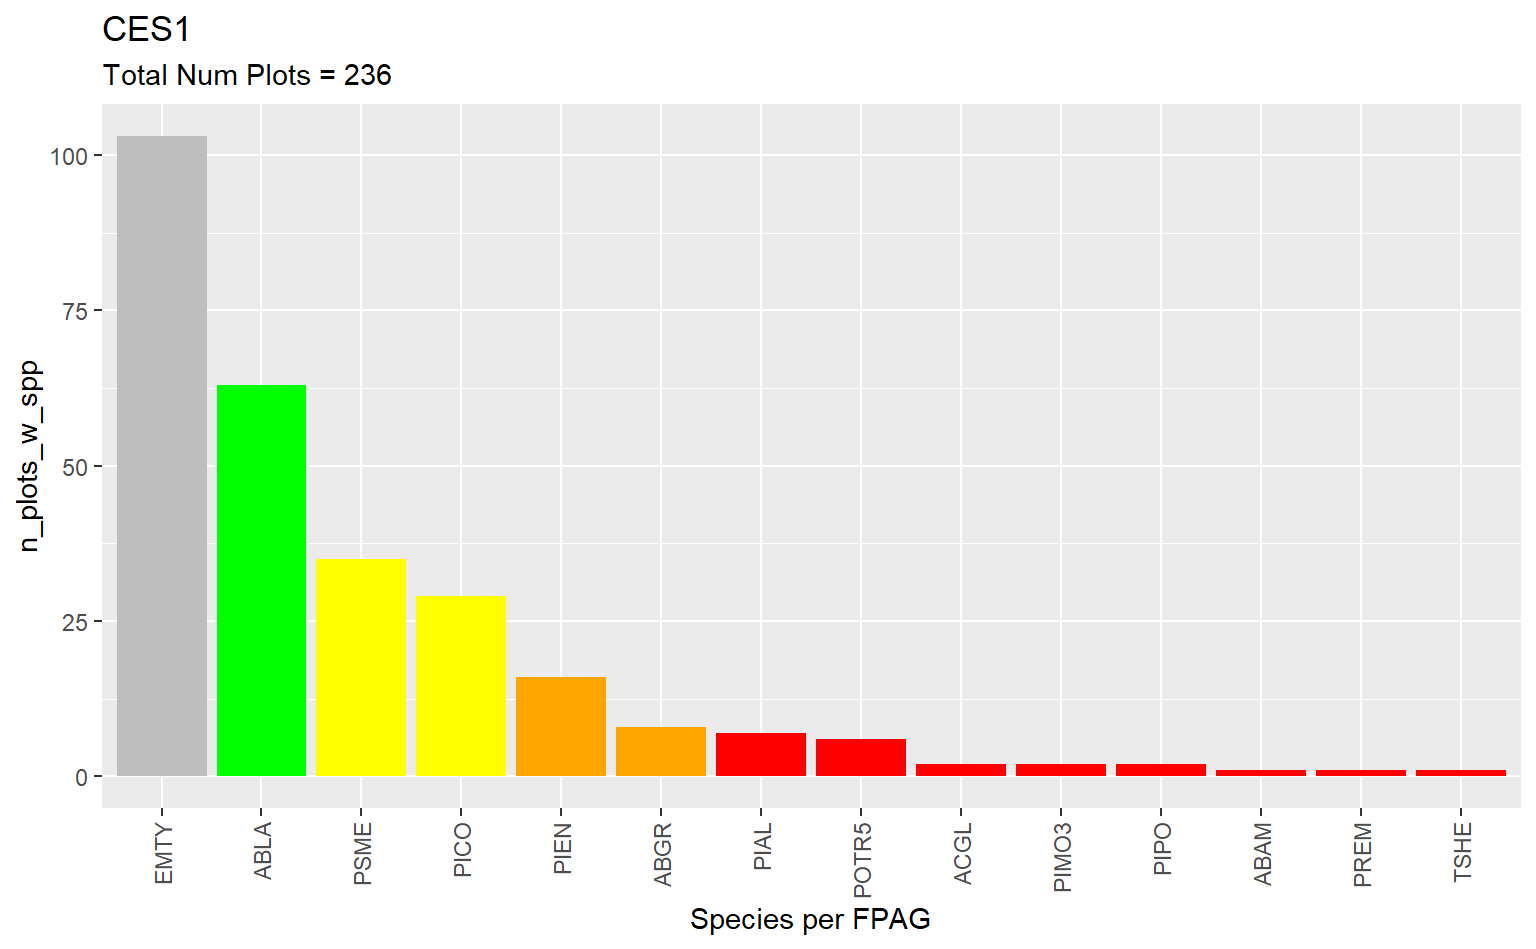 CES1
Total Num Plots = 236
n_plots_w_spp
100
75
50
25
0
EMTY
ABLA
PSME
PICO
PIEN
ABGR
PIAL
POTR5
ACGL
PIMO3
PIPO
ABAM
PREM
TSHE
Species per FPAG